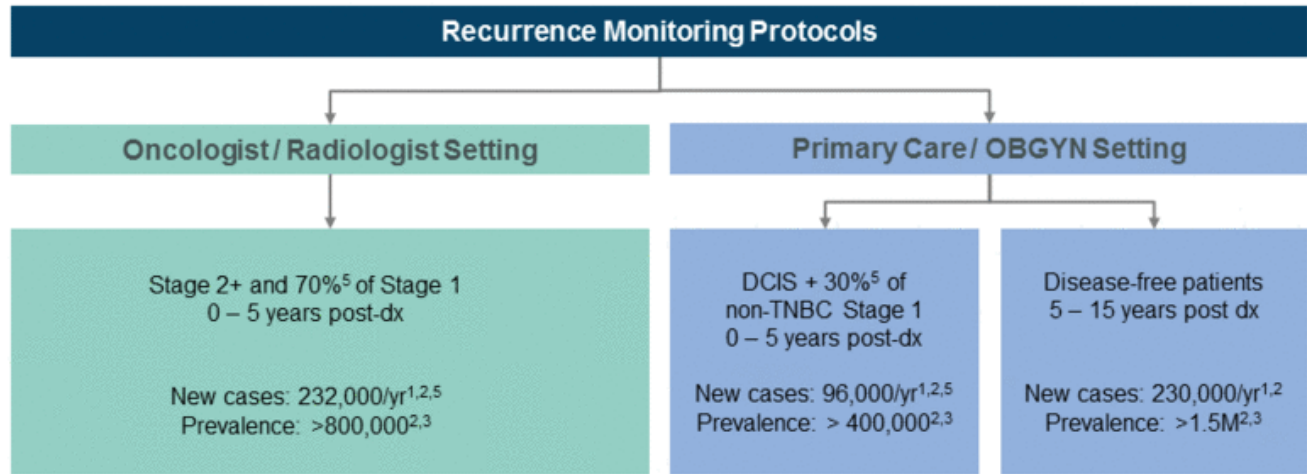 Recurrence Monitoring Protocols
Oncologist / Radiologist Setting
Primary Care / OBGYN Setting
Stage 2+ and 70%⁵ of Stage 1
0 – 5 years post-dx
New cases: 232,000/yr¹,²,⁵
Prevalence: >800,000²,³
DCIS + 30%⁵ of
non-TNBC Stage 1
0 – 5 years post-dx
New cases: 96,000/yr¹,²,⁵
Prevalence: > 400,000²,³
Disease-free patients
5 – 15 years post dx
New cases: 230,000/yr¹,²
Prevalence: >1.5M²,³